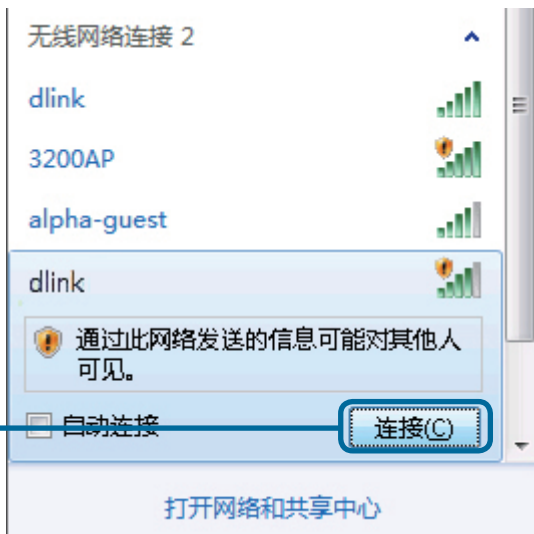 无线网络连接 2
dlink
3200AP
alpha-guest
dlink
通过此网络发送的信息可能对其他人
可见。
自动连接
连接(C)
打开网络和共享中心